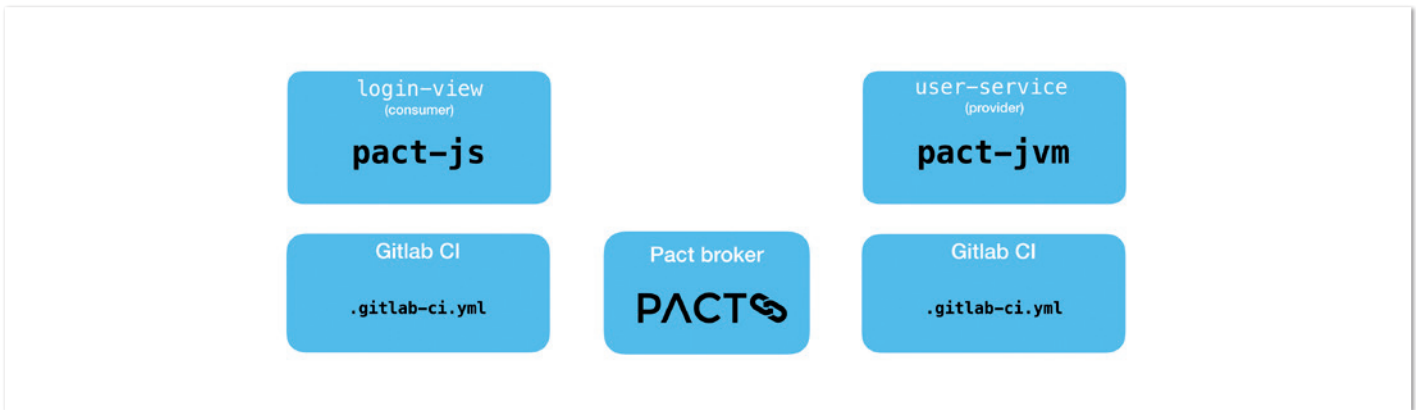 login-view
(consumer)
pact-js
user-service
(provider)
pact-jvm
Gitlab CI
.gitlab-ci.yml
Pact broker
PACT
Gitlab CI
.gitlab-ci.yml